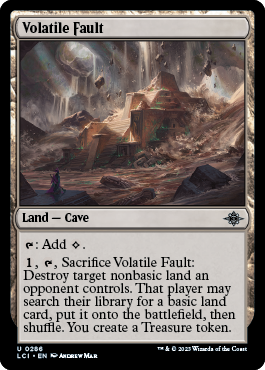 Volatile Fault
Land — Cave
: Add .
1, , Sacrifice Volatile Fault:
Destroy target nonbasic land an
opponent controls. That player may
search their library for a basic land
card, put it onto the battlefield, then
shuffle. You create a Treasure token.
U 0286
LCI • EN ANDREW MAR
™ & © 2023 Wizards of the Coast